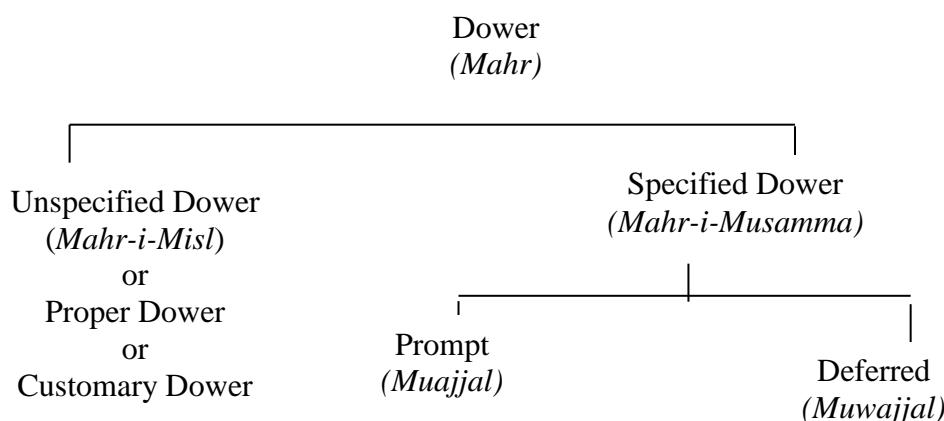 Dower
(Mahr)
Unspecified Dower
(Mahr-i-Misl)
or
Proper Dower
or
Customary Dower
Specified Dower
(Mahr-i-Musamma)
Prompt
(Muajjal)
Deferred
(Muwajjal)